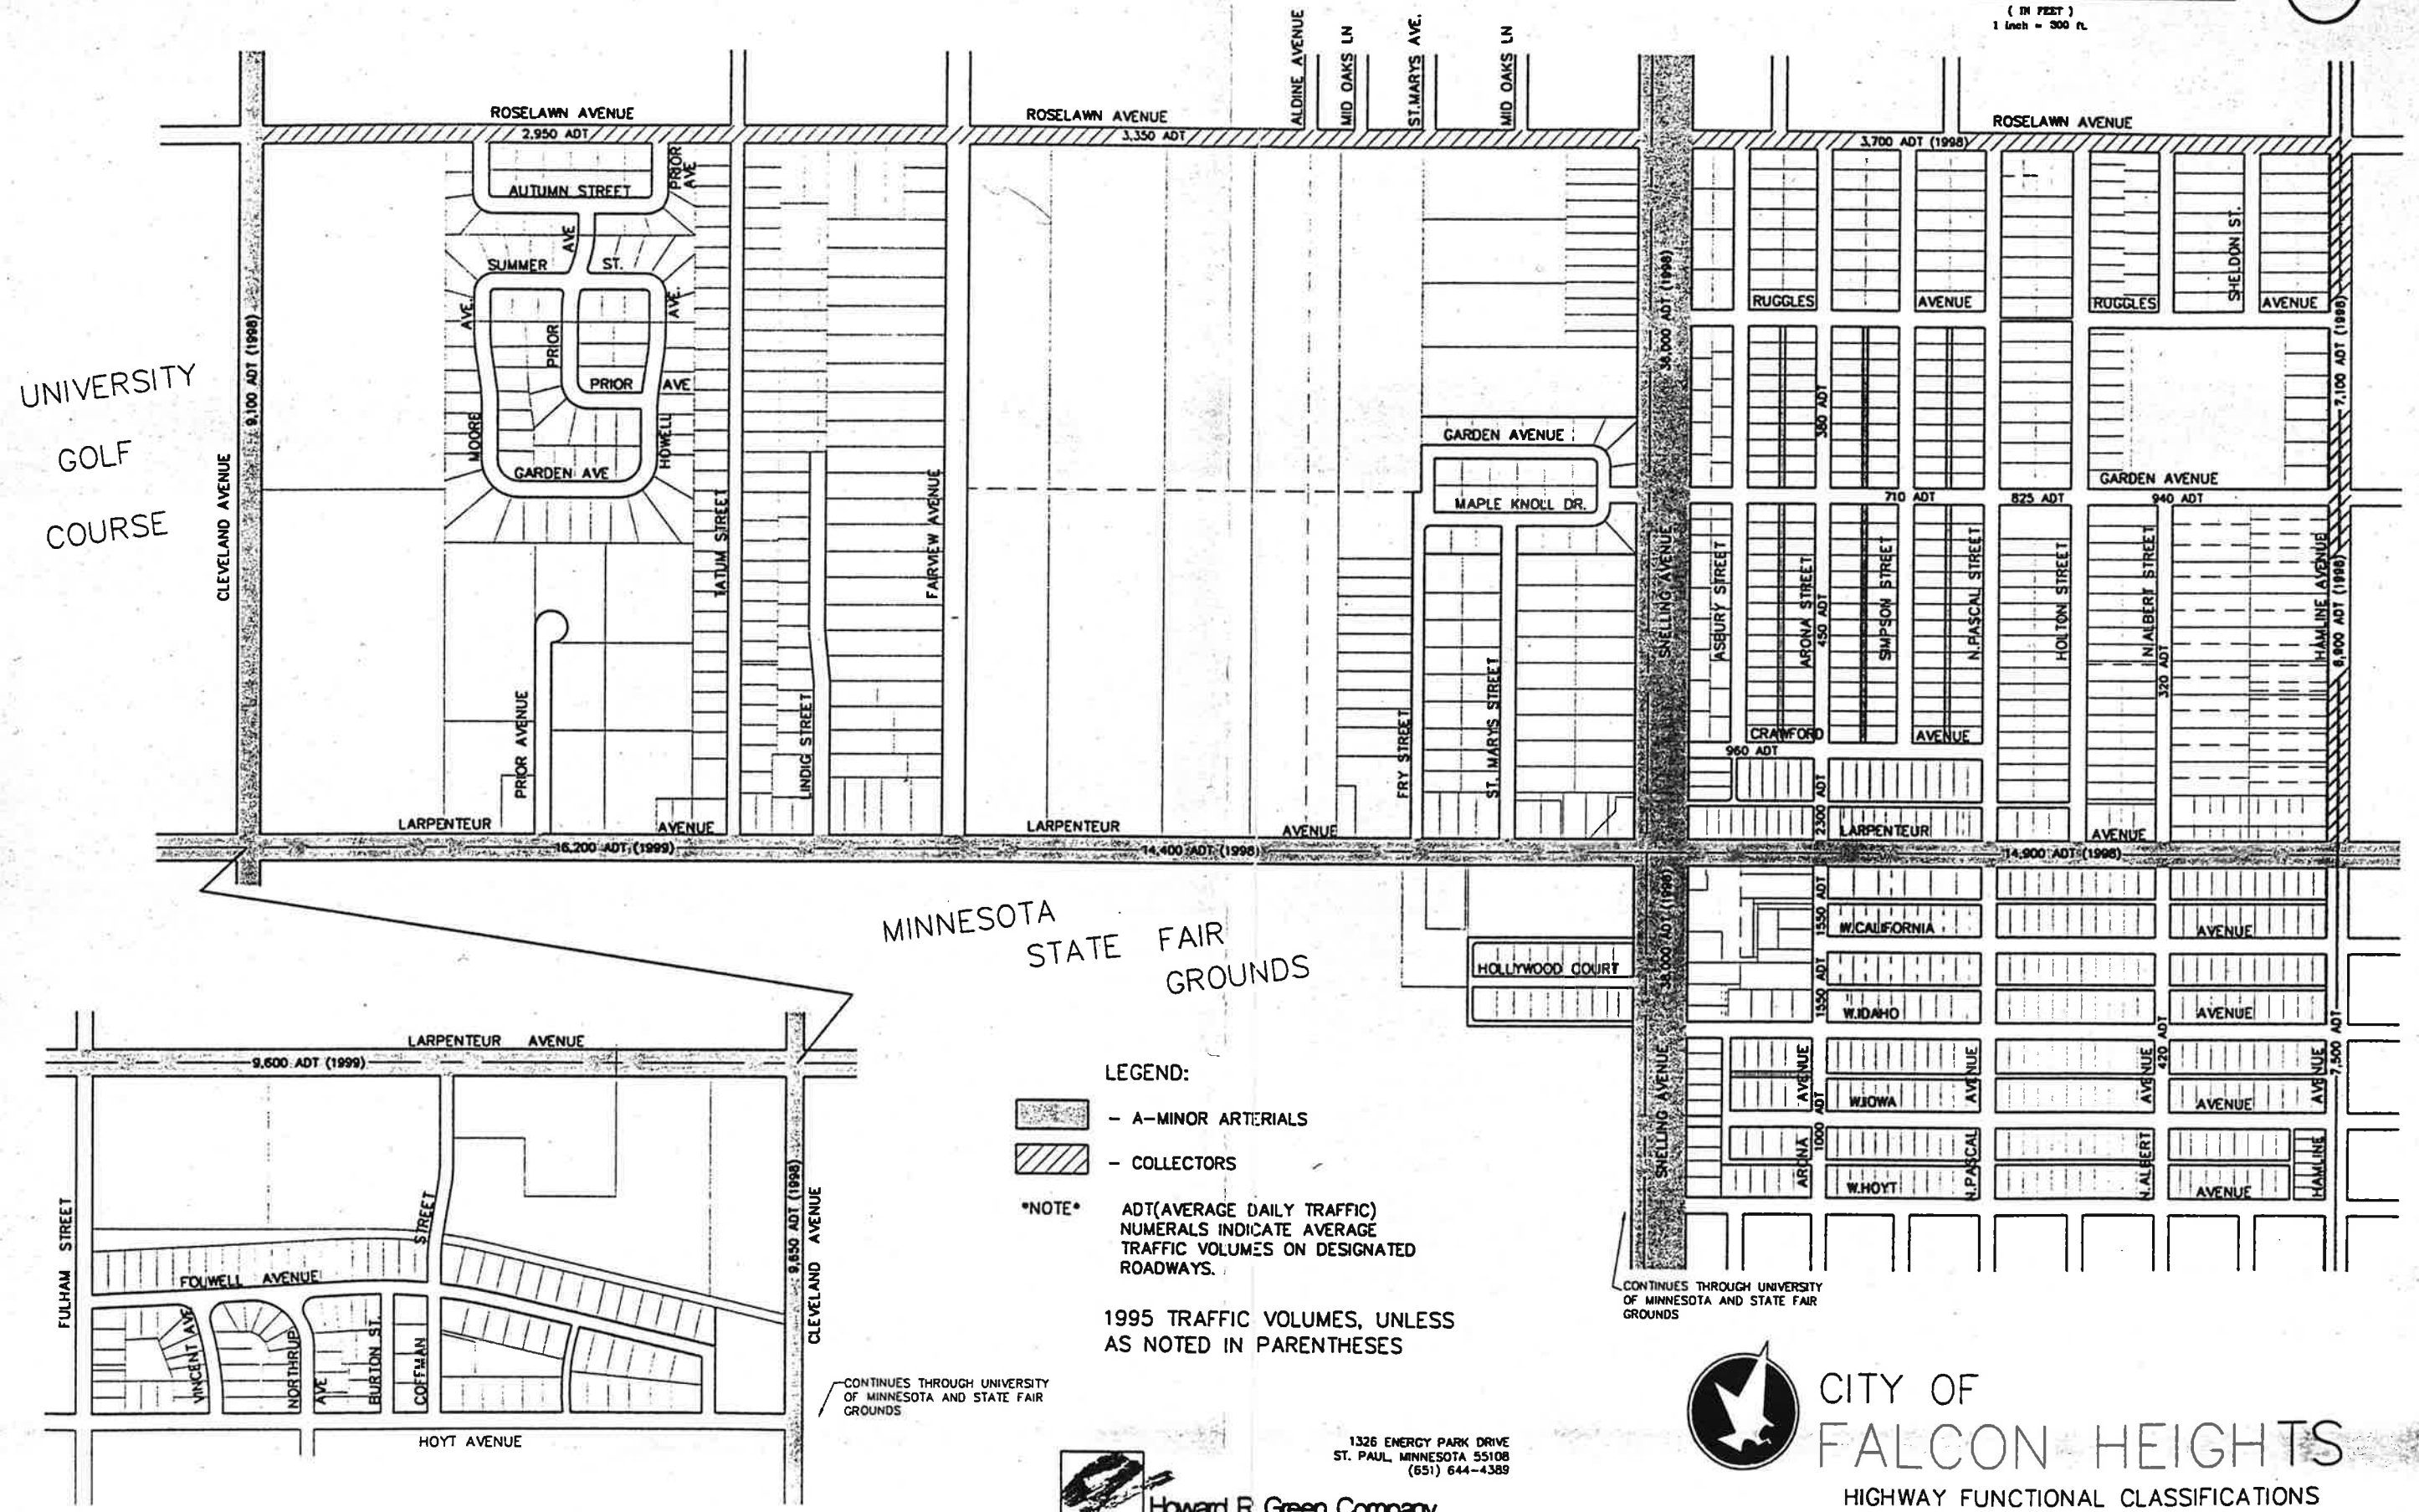 ( IN FEET )
1 inch = 300 ft.
ALDINE AVENUE
MID OAKS LN
ST.MARYS AVE.
MID OAKS LN
ROSELAWN AVENUE
2,950 ADT
ROSELAWN AVENUE
3,350 ADT
ROSELAWN AVENUE
3,700 ADT (1998)
PRIOR
AVE
AUTUMN STREET
AVE
SUMMER ST.
AVE.
AVE.
PRIOR
PRIOR AVE
MOORE
HOWELL
GARDEN AVE
UNIVERSITY
GOLF
COURSE
9,100 ADT (1998)
CLEVELAND AVENUE
TATUM STREET
FAIRVIEW AVENUE
LINDIG STREET
PRIOR AVENUE
GARDEN AVENUE
MAPLE KNOLL DR.
FRY STREET
ST. MARYS STREET
SNELLING AVENUE
38,000 ADT (1998)
RUGGLES AVENUE
RUGGLES AVENUE
SHELDON ST.
7,100 ADT (1998)
380 ADT
GARDEN AVENUE
710 ADT
825 ADT
940 ADT
ASBURY STREET
ARONA STREET
450 ADT
SIMPSON STREET
N.PASCAL STREET
HOLTON STREET
N.ALBERT STREET
320 ADT
HAMLINE AVENUE
6,900 ADT (1998)
CRAWFORD AVENUE
960 ADT
2300 ADT
LARPENTEUR AVENUE
16,200 ADT (1999)
LARPENTEUR AVENUE
14,400 ADT (1998)
LARPENTEUR AVENUE
14,900 ADT (1998)
MINNESOTA
STATE FAIR
GROUNDS
HOLLYWOOD COURT
38,000 ADT (1998)
SNELLING AVENUE
1550 ADT
W.CALIFORNIA AVENUE
1550 ADT
W.IDAHO AVENUE
420 ADT
7,500 ADT
W.IOWA AVENUE
1000 ADT
ARONA AVENUE
N.PASCAL AVENUE
N.ALBERT AVENUE
HAMLINE AVENUE
W.HOYT AVENUE
CONTINUES THROUGH UNIVERSITY
OF MINNESOTA AND STATE FAIR
GROUNDS
LARPENTEUR AVENUE
9,600 ADT (1999)
FULHAM STREET
STREET
FOLWELL AVENUE
VINCENT AVE
NORTHRUP
AVE
BURTON ST.
COFFMAN
9,650 ADT (1998)
CLEVELAND AVENUE
HOYT AVENUE
CONTINUES THROUGH UNIVERSITY
OF MINNESOTA AND STATE FAIR
GROUNDS
LEGEND:
- A-MINOR ARTERIALS
- COLLECTORS
*NOTE* ADT(AVERAGE DAILY TRAFFIC)
NUMERALS INDICATE AVERAGE
TRAFFIC VOLUMES ON DESIGNATED
ROADWAYS.
1995 TRAFFIC VOLUMES, UNLESS
AS NOTED IN PARENTHESES
1326 ENERGY PARK DRIVE
ST. PAUL, MINNESOTA 55108
(651) 644-4389
Howard R. Green Company
CITY OF
FALCON HEIGHTS
HIGHWAY FUNCTIONAL CLASSIFICATIONS